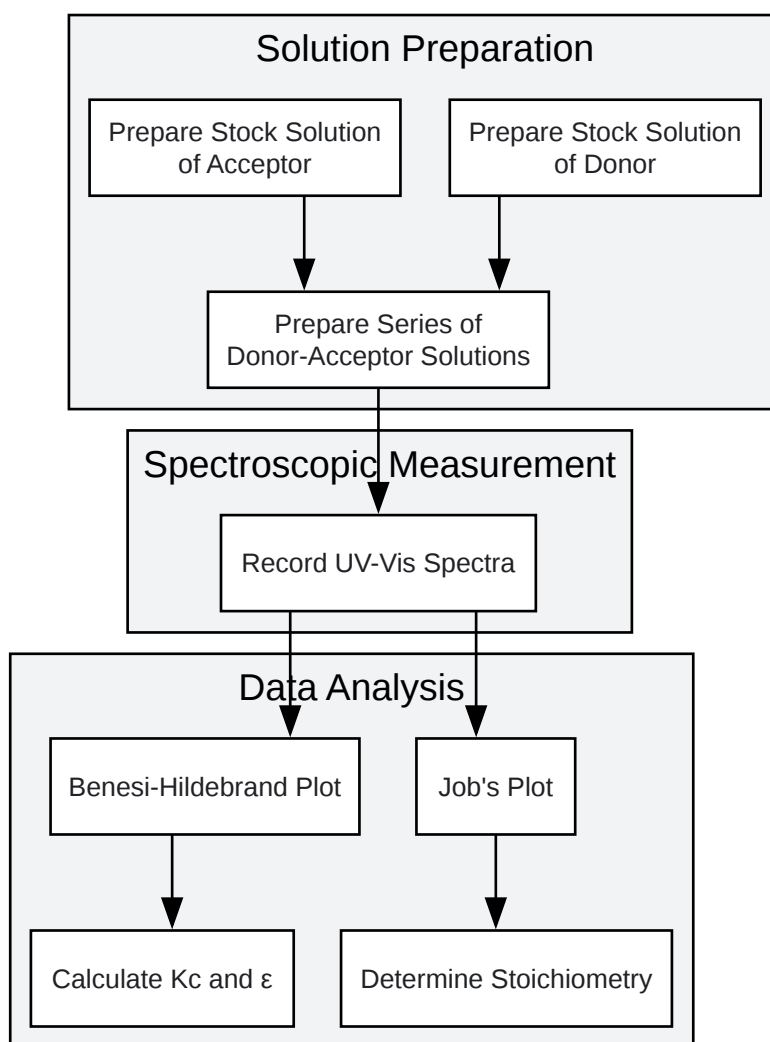 Solution Preparation
Prepare Stock Solution
of Acceptor
Prepare Stock Solution
of Donor
Prepare Series of
Donor-Acceptor Solutions
Spectroscopic Measurement
Record UV-Vis Spectra
Data Analysis
Benesi-Hildebrand Plot
Job's Plot
Calculate Kc and ε
Determine Stoichiometry